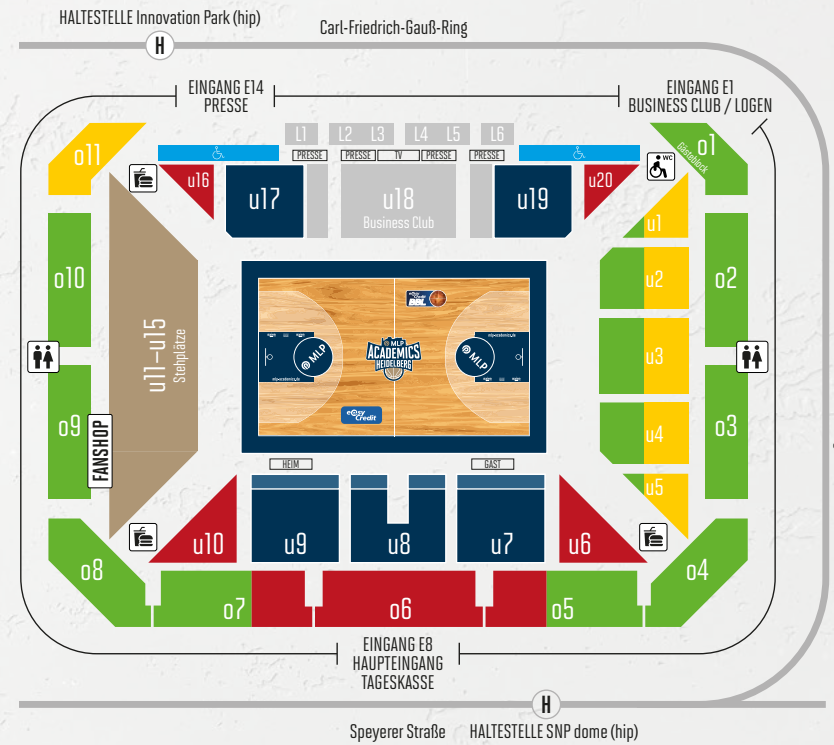 HALTESTELLE Innovation Park (hip)
H
Carl-Friedrich-Gauß-Ring
EINGANG E14
PRESSE
EINGANG E1
BUSINESS CLUB / LOGEN
L1
L2
L3
L4
L5
L6
PRESSE
PRESSE
TV
PRESSE
PRESSE
WC
o11
o1
Gästeblock
u16
u17
u18
Business Club
u19
u20
u1
o10
u2
o2
u11–u15
Stehplätze
u3
MLP
MLP
ACADEMICS
HEIDELBERG
MLP
easy
Credit
BBL
easy
Credit
o9
FANSHOP
u4
o3
HEIM
GAST
u5
u10
u9
u8
u7
u6
o8
o7
o6
o5
o4
EINGANG E8
HAUPTEINGANG
TAGESKASSE
H
Speyerer Straße
HALTESTELLE SNP dome (hip)